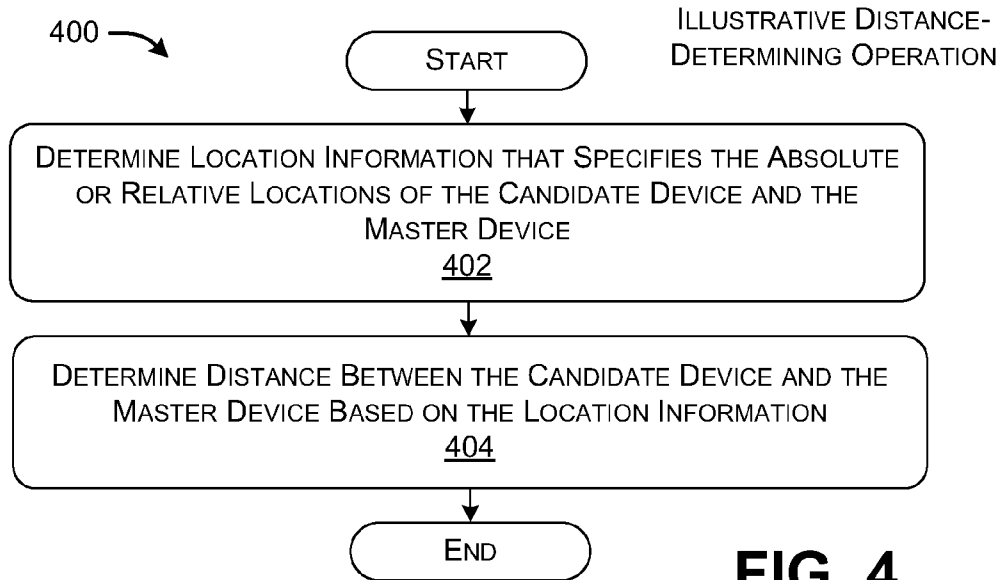 400
ILLUSTRATIVE DISTANCE-
DETERMINING OPERATION
START
DETERMINE LOCATION INFORMATION THAT SPECIFIES THE ABSOLUTE
OR RELATIVE LOCATIONS OF THE CANDIDATE DEVICE AND THE
MASTER DEVICE
402
DETERMINE DISTANCE BETWEEN THE CANDIDATE DEVICE AND THE
MASTER DEVICE BASED ON THE LOCATION INFORMATION
404
END
FIG. 4